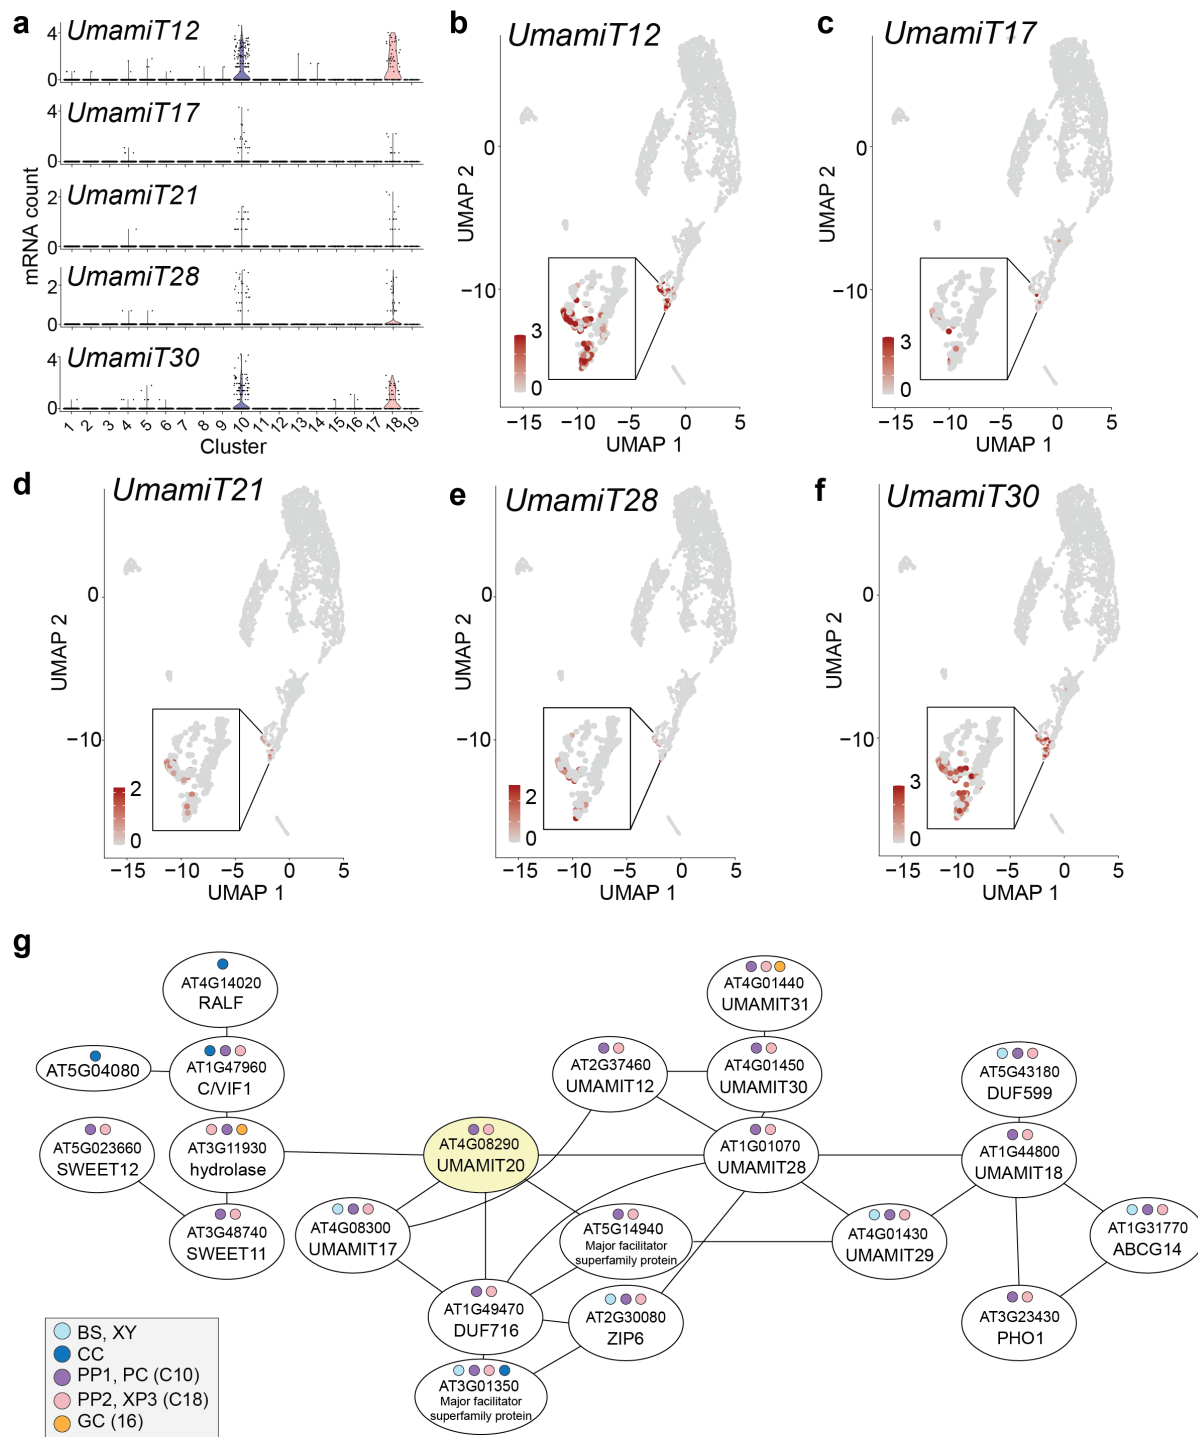 a
UmamiT12
4
0
UmamiT17
4
0
UmamiT21
2
0
UmamiT28
2
0
UmamiT30
4
0
mRNA count
1 2 3 4 5 6 7 8 9 10 11 12 13 14 15 16 17 18 19
Cluster
b
UmamiT12
UMAP 2
0
−10
3
0
−15 −10 −5 0 5
UMAP 1
c
UmamiT17
UMAP 2
0
−10
3
0
−15 −10 −5 0 5
UMAP 1
d
UmamiT21
UMAP 2
0
−10
2
0
−15 −10 −5 0 5
UMAP 1
e
UmamiT28
UMAP 2
0
−10
2
0
−15 −10 −5 0 5
UMAP 1
f
UmamiT30
UMAP 2
0
−10
3
0
−15 −10 −5 0 5
UMAP 1
g
AT4G14020
RALF
AT5G04080
AT1G47960
C/VIF1
AT5G023660
SWEET12
AT3G11930
hydrolase
AT3G48740
SWEET11
AT4G08290
UMAMIT20
AT4G08300
UMAMIT17
AT2G37460
UMAMIT12
AT4G01440
UMAMIT31
AT4G01450
UMAMIT30
AT1G01070
UMAMIT28
AT5G43180
DUF599
AT1G44800
UMAMIT18
AT5G14940
Major facilitator
superfamily protein
AT4G01430
UMAMIT29
AT1G31770
ABCG14
AT1G49470
DUF716
AT2G30080
ZIP6
AT3G23430
PHO1
AT3G01350
Major facilitator
superfamily protein
BS, XY
CC
PP1, PC (C10)
PP2, XP3 (C18)
GC (16)